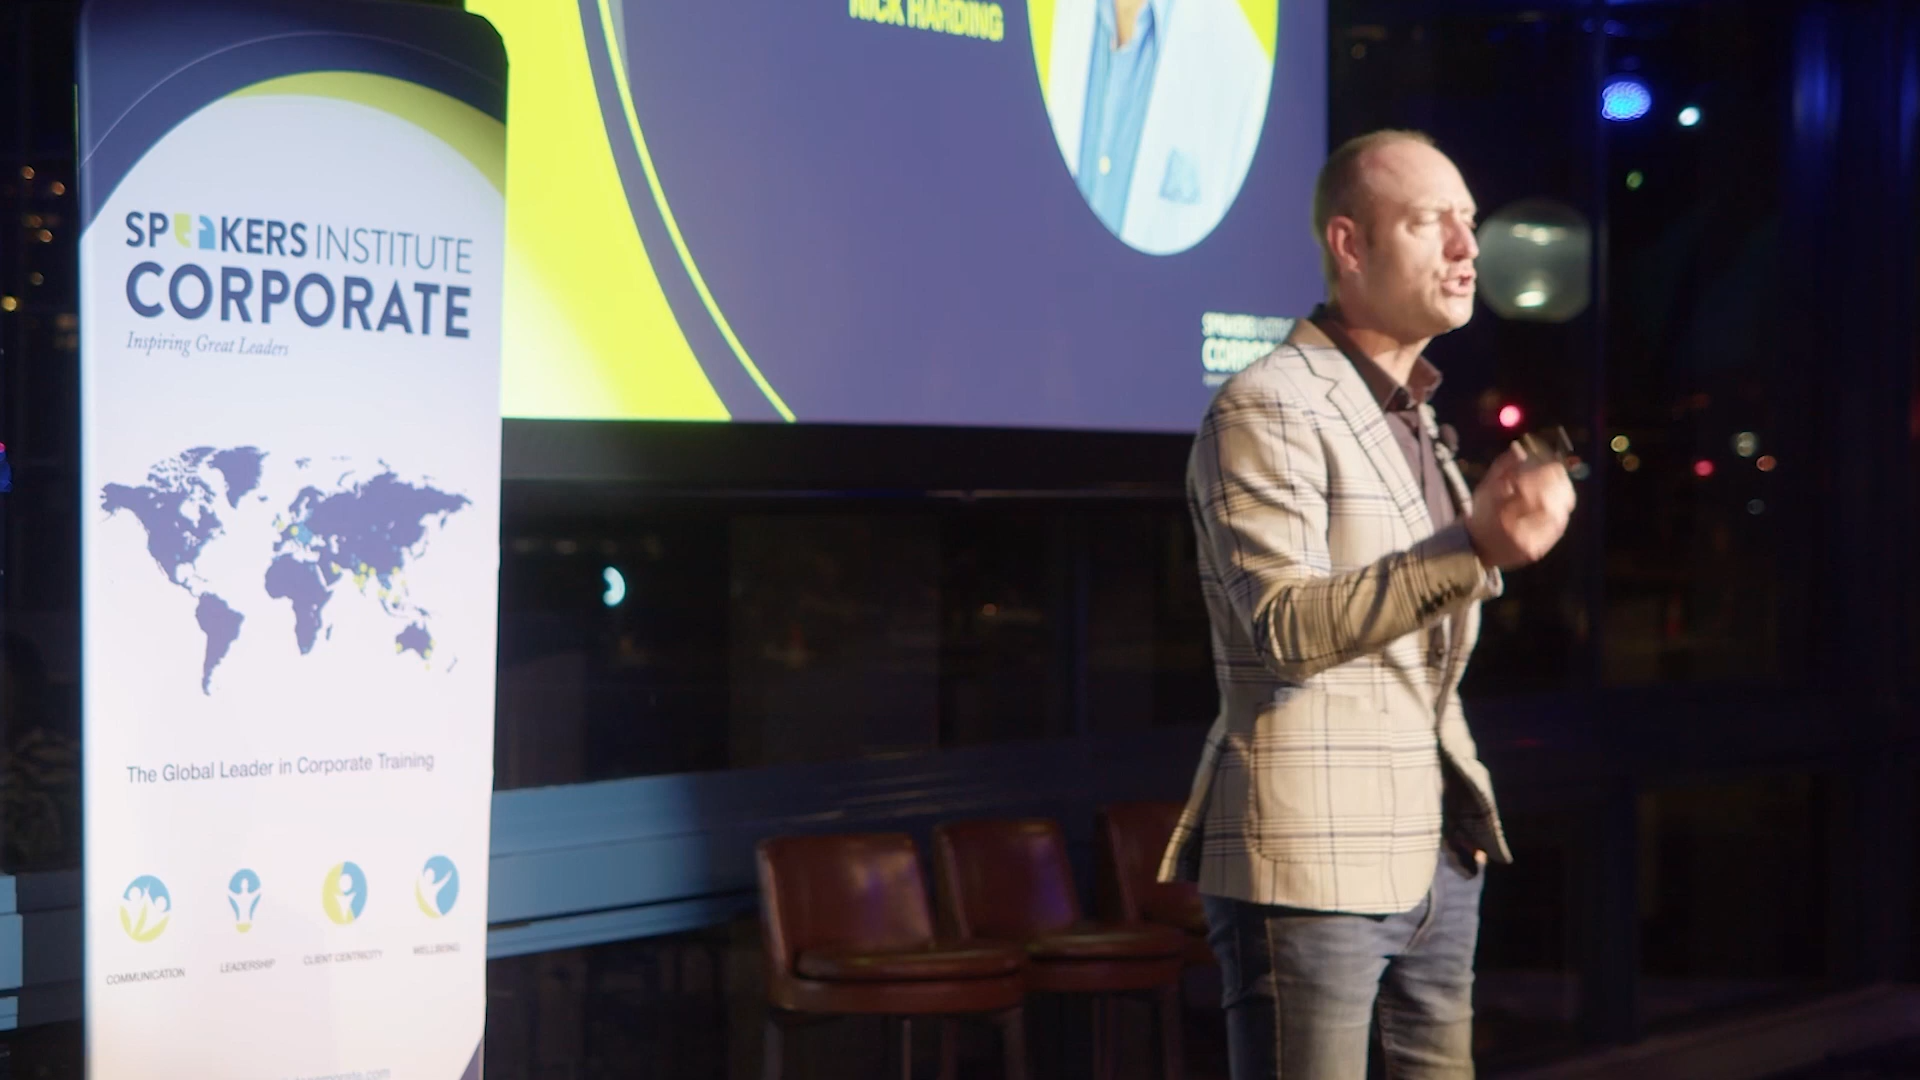 SPEAKERS INSTITUTE
CORPORATE
Inspiring Great Leaders
The Global Leader in Corporate Training
COMMUNICATION
LEADERSHIP
CLIENT CENTRICITY
WELLBEING
NICK HARDING
SPEAKERS